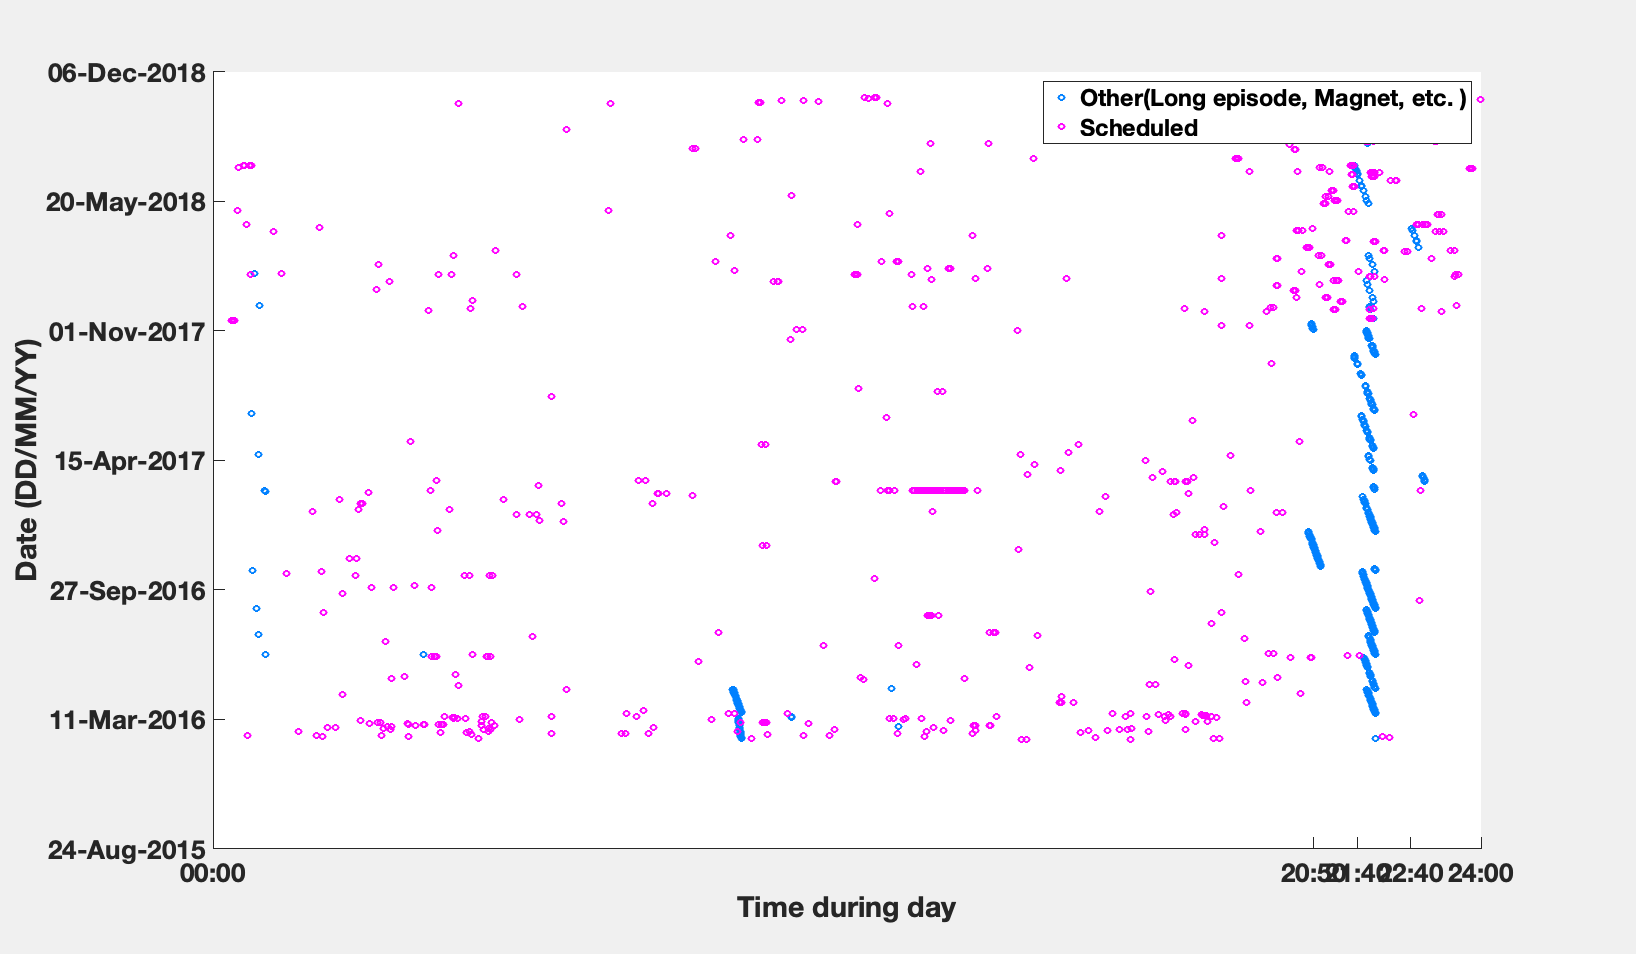 06-Dec-2018
Other(Long episode, Magnet, etc. )
Scheduled
20-May-2018
01-Nov-2017
15-Apr-2017
27-Sep-2016
11-Mar-2016
24-Aug-2015
Date (DD/MM/YY)
00:00 20:50 21:40 22:40 24:00
Time during day